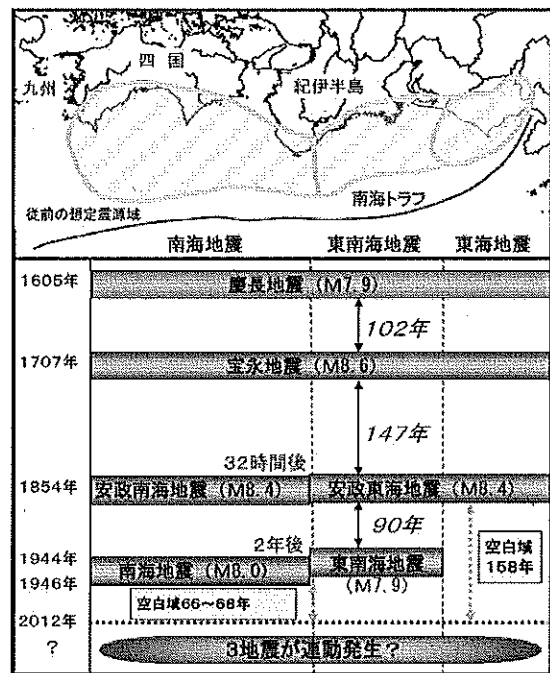 四国
九州
紀伊半島
南海トラフ
従前の想定震源域
南海地震 東南海地震 東海地震
1605年 慶長地震 (M7.9)
102年
1707年 宝永地震 (M8.6)
147年
32時間後
1854年 安政南海地震 (M8.4) 安政東海地震 (M8.4)
90年
空白域
158年
2年後
1944年 東南海地震
(M7.9)
1946年 南海地震 (M8.0)
空白域66~68年
2012年
? 3地震が連動発生?